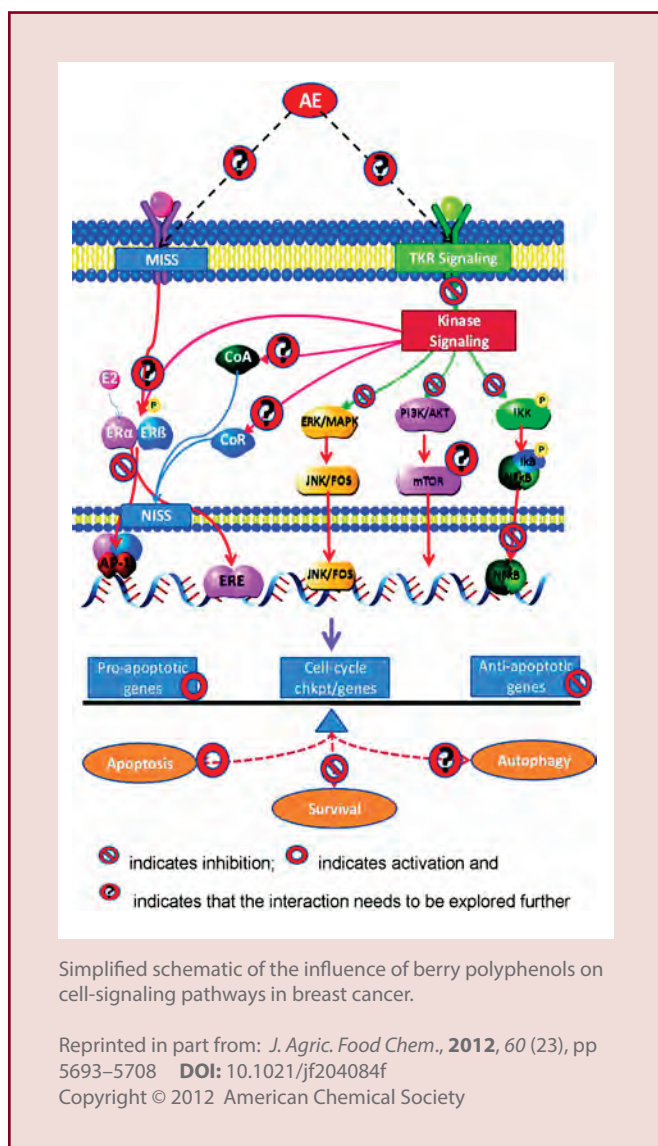 AE
?
?
MISS
TKR Signaling
Kinase
Signaling
CoA
?
E2
?
P
ERα
ERß
CoR
?
ERK/MAPK
PI3K/AKT
IKK
P
JNK/FOS
mTOR
?
IkB
P
NFkB
NISS
AP-1
ERE
JNK/FOS
NFkB
Pro-apoptotic
genes
Cell-cycle
chkpt/genes
Anti-apoptotic
genes
Apoptosis
?
Autophagy
Survival
indicates inhibition; indicates activation and
? indicates that the interaction needs to be explored further
Simplified schematic of the influence of berry polyphenols on
cell-signaling pathways in breast cancer.
Reprinted in part from: J. Agric. Food Chem., 2012, 60 (23), pp
5693–5708 DOI: 10.1021/jf204084f
Copyright © 2012 American Chemical Society